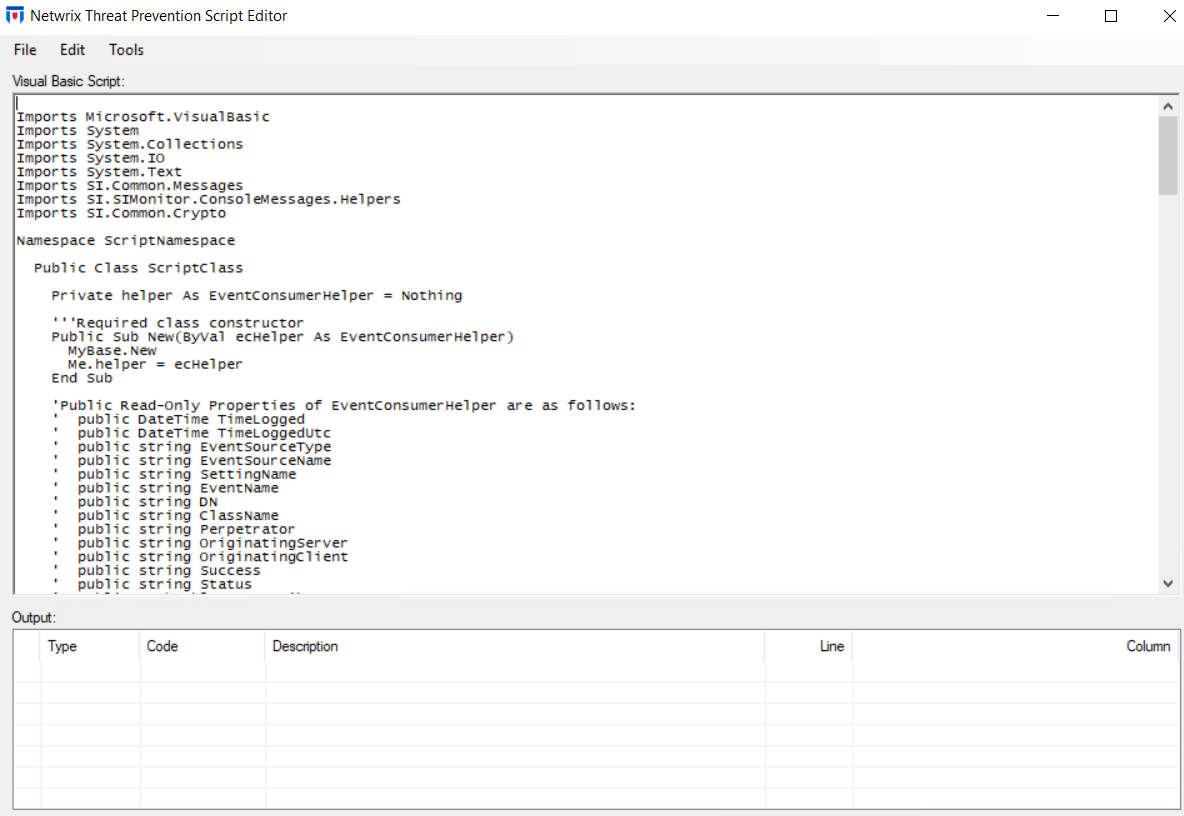 Netwrix Threat Prevention Script Editor
File Edit Tools
Visual Basic Script:
Imports Microsoft.VisualBasic
Imports System
Imports System.Collections
Imports System.IO
Imports System.Text
Imports SI.Common.Messages
Imports SI.SIMonitor.ConsoleMessages.Helpers
Imports SI.Common.Crypto
Namespace ScriptNamespace
Public Class ScriptClass
Private helper As EventConsumerHelper = Nothing
'''Required class constructor
Public Sub New(ByVal ecHelper As EventConsumerHelper)
MyBase.New
Me.helper = ecHelper
End Sub
'Public Read-Only Properties of EventConsumerHelper are as follows:
' public DateTime TimeLogged
' public DateTime TimeLoggedUtc
' public string EventSourceType
' public string EventSourceName
' public string SettingName
' public string EventName
' public string DN
' public string ClassName
' public string Perpetrator
' public string OriginatingServer
' public string OriginatingClient
' public string Success
' public string Status
Output:
Type Code Description Line Column